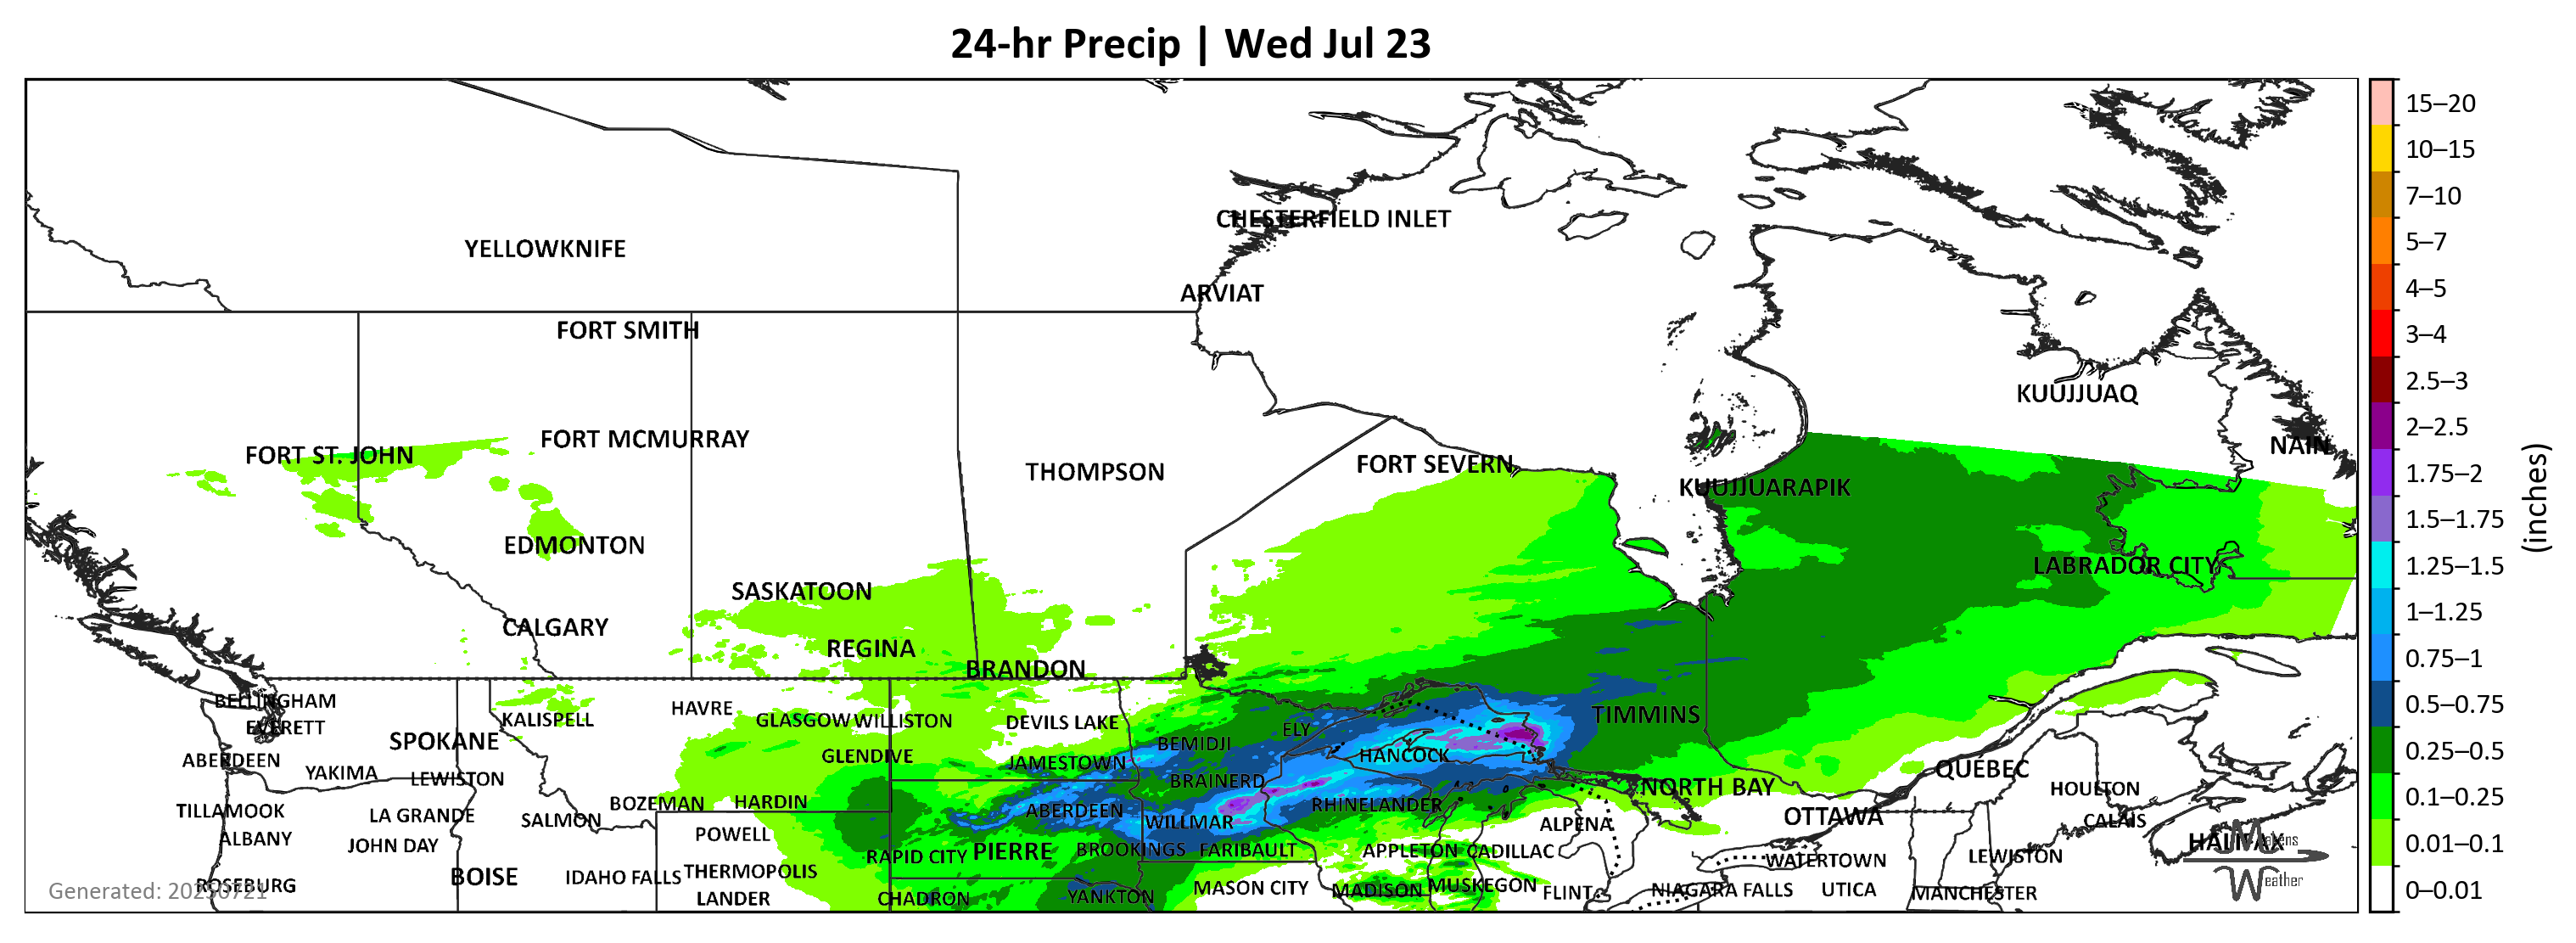 24-hr Precip | Wed Jul 23
CHESTERFIELD INLET
YELLOWKNIFE
ARVIAT
FORT SMITH
KUUJJUAQ
FORT MCMURRAY
NAIN
FORT ST. JOHN
FORT SEVERN
THOMPSON
KUUJJUARAPIK
EDMONTON
LABRADOR CITY
SASKATOON
CALGARY
REGINA
BRANDON
BELLINGHAM
HAVRE
KALISPELL
GLASGOW WILLISTON
DEVILS LAKE
TIMMINS
EVERETT
ELY
SPOKANE
BEMIDJI
ABERDEEN
GLENDIVE
JAMESTOWN
HANCOCK
QUÉBEC
YAKIMA
LEWISTON
BRAINERD
NORTH BAY
HOULTON
TILLAMOOK
LA GRANDE
SALMON
BOZEMAN
HARDIN
ABERDEEN
WILLMAR
RHINELANDER
ALPENA
OTTAWA
CALAIS
ALBANY
JOHN DAY
POWELL
HALIFAX
RAPID CITY
PIERRE
BROOKINGS
FARIBAULT
APPLETON
CADILLAC
WATERTOWN
LEWISTON
BOISE
IDAHO FALLS
THERMOPOLIS
ROSEBURG
LANDER
CHADRON
YANKTON
MASON CITY
MADISON
MUSKEGON
FLINT
NIAGARA FALLS
UTICA
MANCHESTER
Generated: 20250721
Weather
15–20
10–15
7–10
5–7
4–5
3–4
2.5–3
2–2.5
1.75–2
1.5–1.75
1.25–1.5
1–1.25
0.75–1
0.5–0.75
0.25–0.5
0.1–0.25
0.01–0.1
0–0.01
(inches)